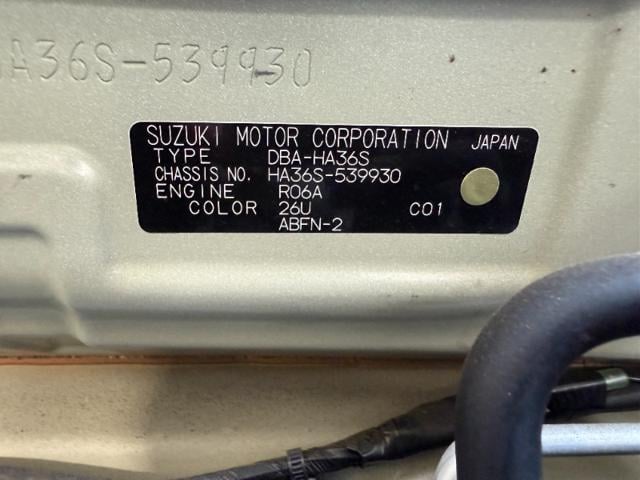 HA36S-539930
SUZUKI MOTOR CORPORATION JAPAN
TYPE DBA-HA36S
CHASSIS NO. HA36S-539930
ENGINE R06A
COLOR 26U C01
ABFN-2